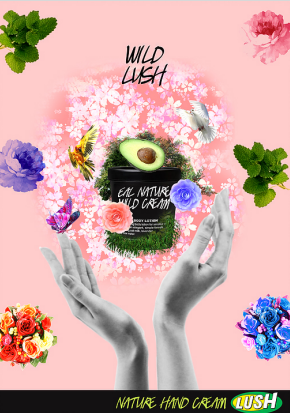 WILD
LUSH
EAL NATURE
WILD CREAM
BODY LOTION
NATURE HAND CREAM LUSH